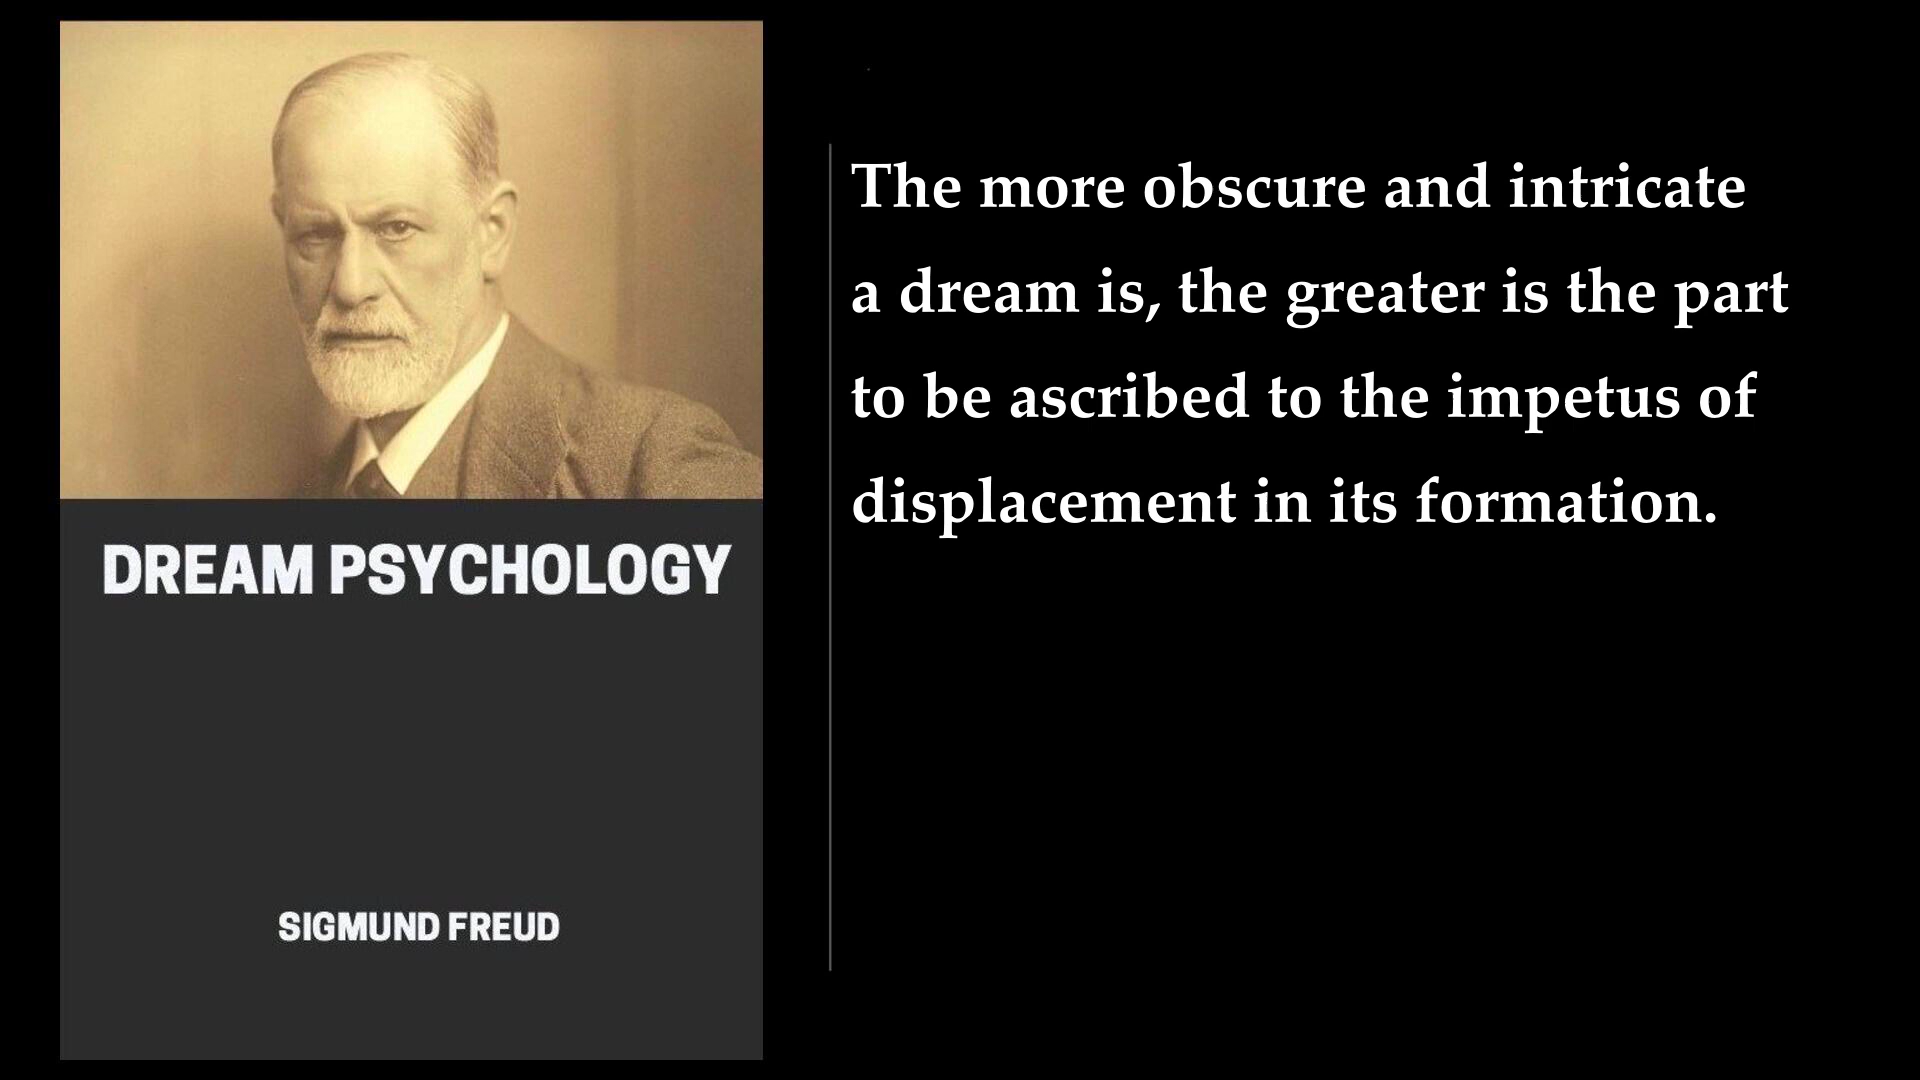 DREAM PSYCHOLOGY
SIGMUND FREUD
The more obscure and intricate
a dream is, the greater is the part
to be ascribed to the impetus of
displacement in its formation.